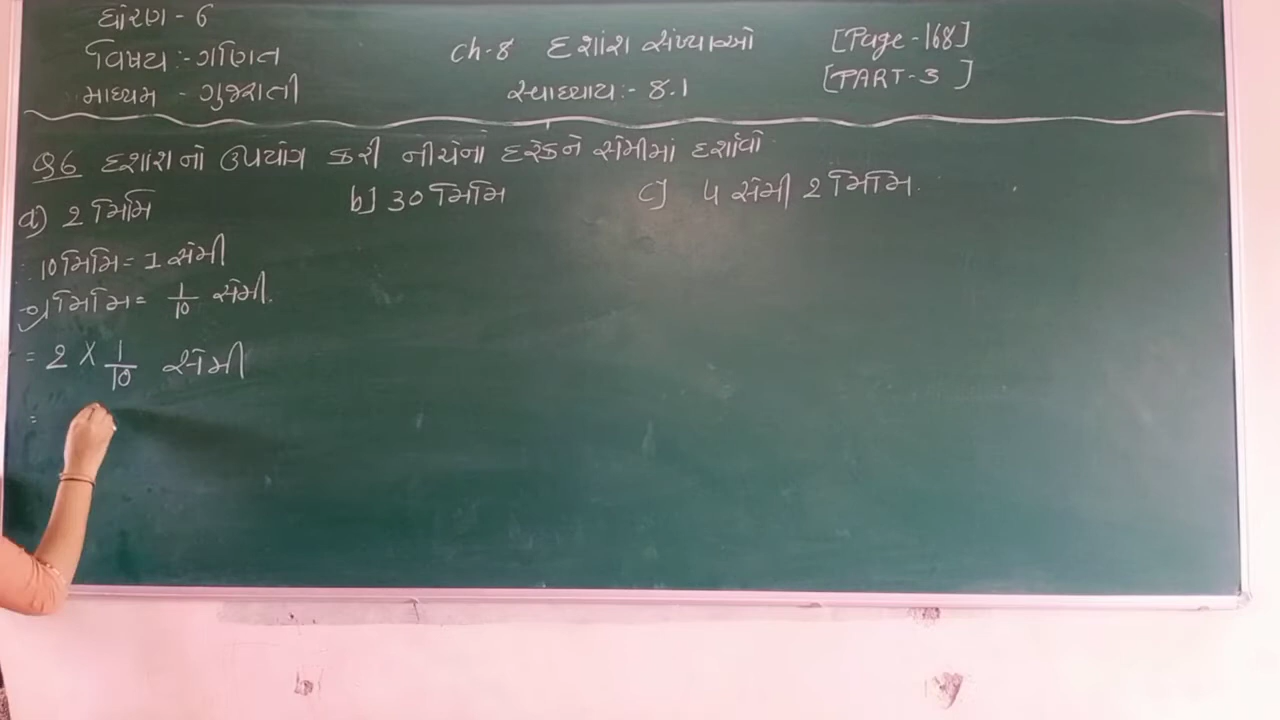 ધોરણ - 6
વિષય :- ગણિત
માધ્યમ - ગુજરાતી
ch-8 દશાંશ સંખ્યાઓ
સ્વાધ્યાય :- 8.1
[Page-168]
[PART-3]
Q6 દશાંશનો ઉપયોગ કરી નીચેના દરેકને સેમીમાં દર્શાવો
a) 2 મિમિ b] 30 મિમિ c] 4 સેમી 2 મિમિ.
10 મિમિ = 1 સેમી
1 મિમિ = 1/10 સેમી.
= 2 X 1/10 સેમી
=